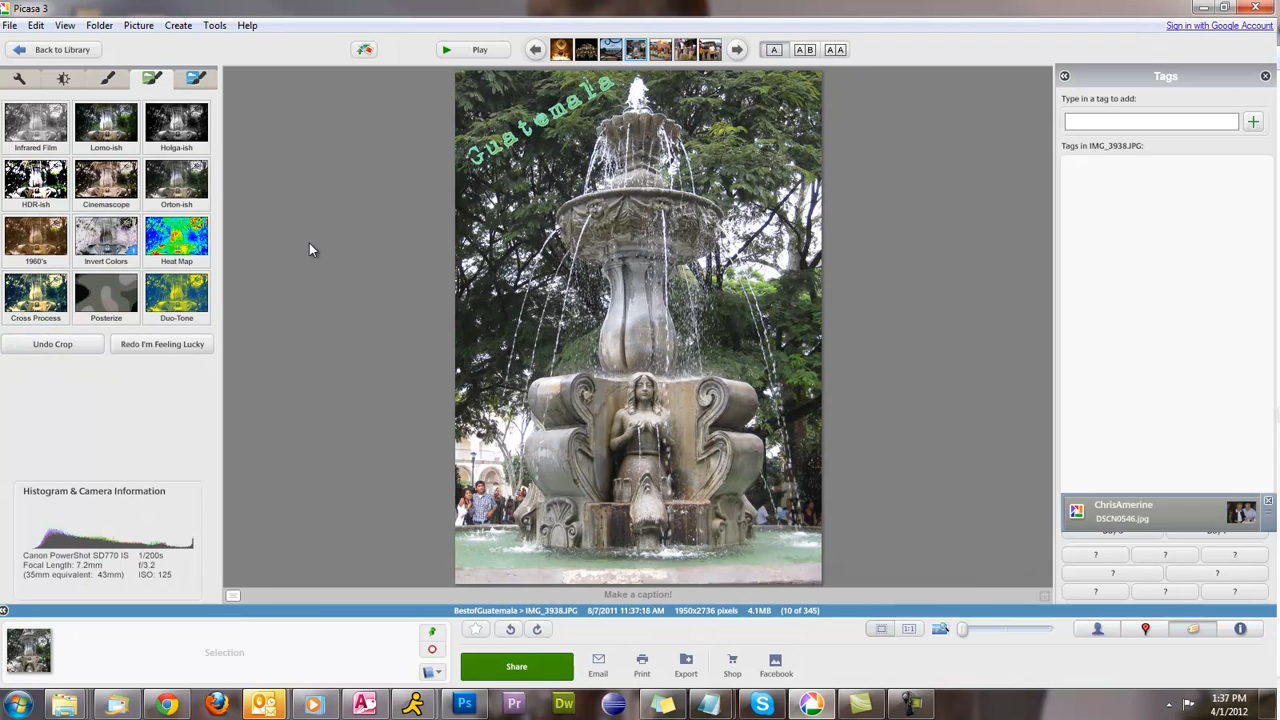 Picasa 3
File Edit View Folder Picture Create Tools Help
Sign in with Google Account
Back to Library
Play
A A B A A
Tags
Type in a tag to add:
Tags in IMG_3938.JPG:
Guatemala
Infrared Film Lomo-ish Holga-ish
HDR-ish Cinemascope Orton-ish
1960's Invert Colors Heat Map
Cross Process Posterize Duo-Tone
Undo Crop Redo I'm Feeling Lucky
Histogram & Camera Information
Canon PowerShot SD770 IS 1/200s
Focal Length: 7.2mm f/3.2
(35mm equivalent: 43mm) ISO: 125
ChrisAmerine
DSCN0546.jpg
? ? ?
? ?
? ? ?
Make a caption!
BestofGuatemala > IMG_3938.JPG 8/7/2011 11:37:18 AM 1950x2736 pixels 4.1MB (10 of 345)
1:1
Selection
Share
Email Print Export Shop Facebook
Ps Pr Dw
1:37 PM
4/1/2012